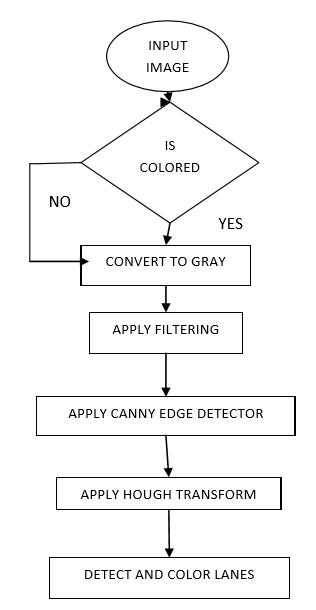 INPUT
IMAGE
IS
COLORED
NO
YES
CONVERT TO GRAY
APPLY FILTERING
APPLY CANNY EDGE DETECTOR
APPLY HOUGH TRANSFORM
DETECT AND COLOR LANES